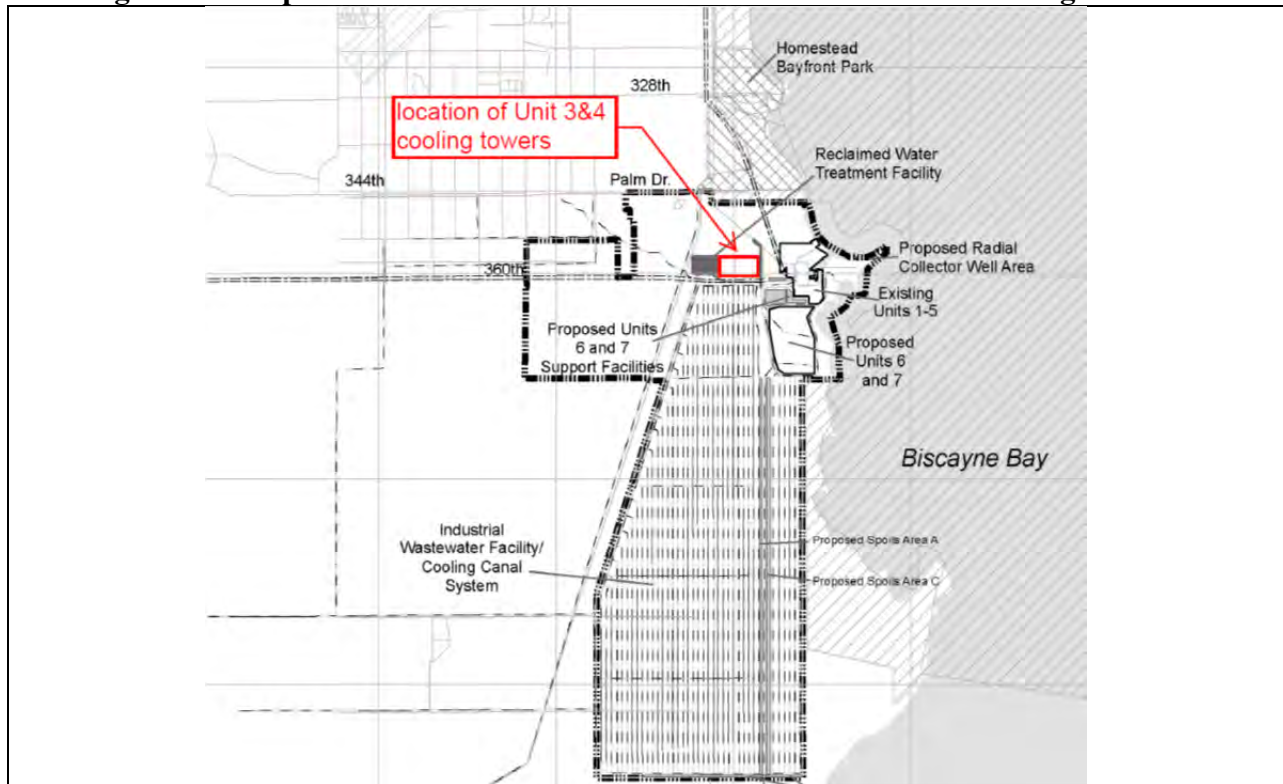 Homestead
Bayfront Park
328th
location of Unit 3&4
cooling towers
Reclaimed Water
Treatment Facility
344th
Palm Dr.
Proposed Radial
Collector Well Area
360th
Existing
Units 1-5
Proposed Units
6 and 7
Support Facilities
Proposed
Units 6
and 7
Biscayne Bay
Industrial
Wastewater Facility/
Cooling Canal
System
Proposed Spoils Area A
Proposed Spoils Area C